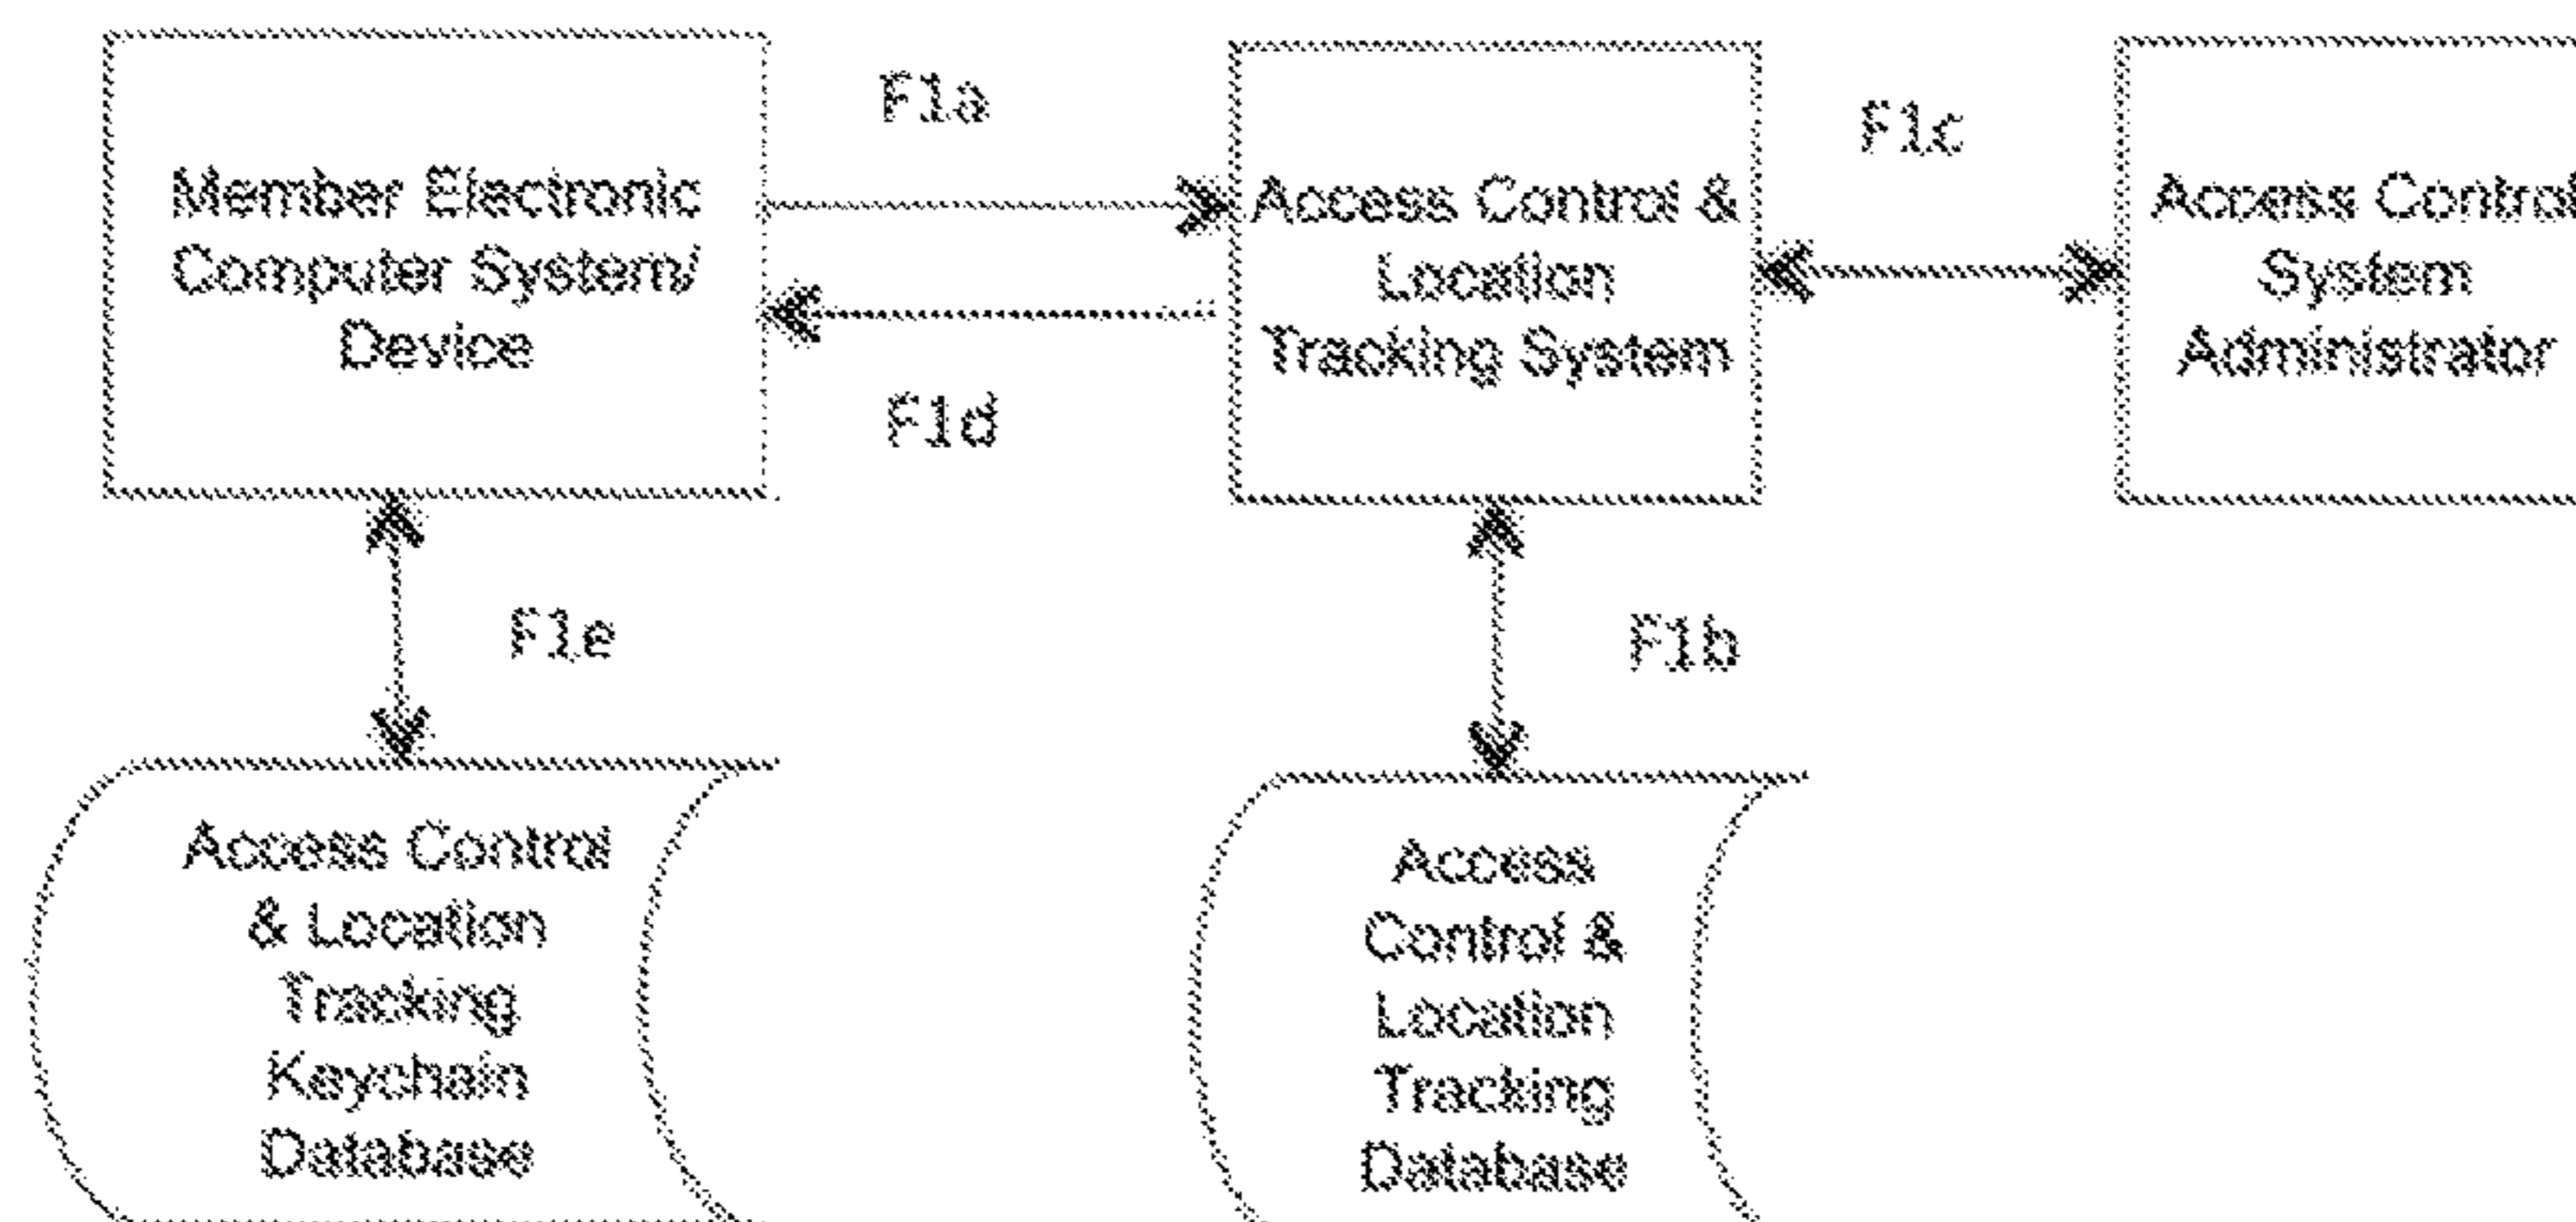 F1a
F1c
Member Electronic
Computer System/
Device
Access Control &
Location
Tracking System
Access Control
System
Administrator
F1d
F1e
F1b
Access Control
& Location
Tracking
Keychain
Database
Access
Control &
Location
Tracking
Database